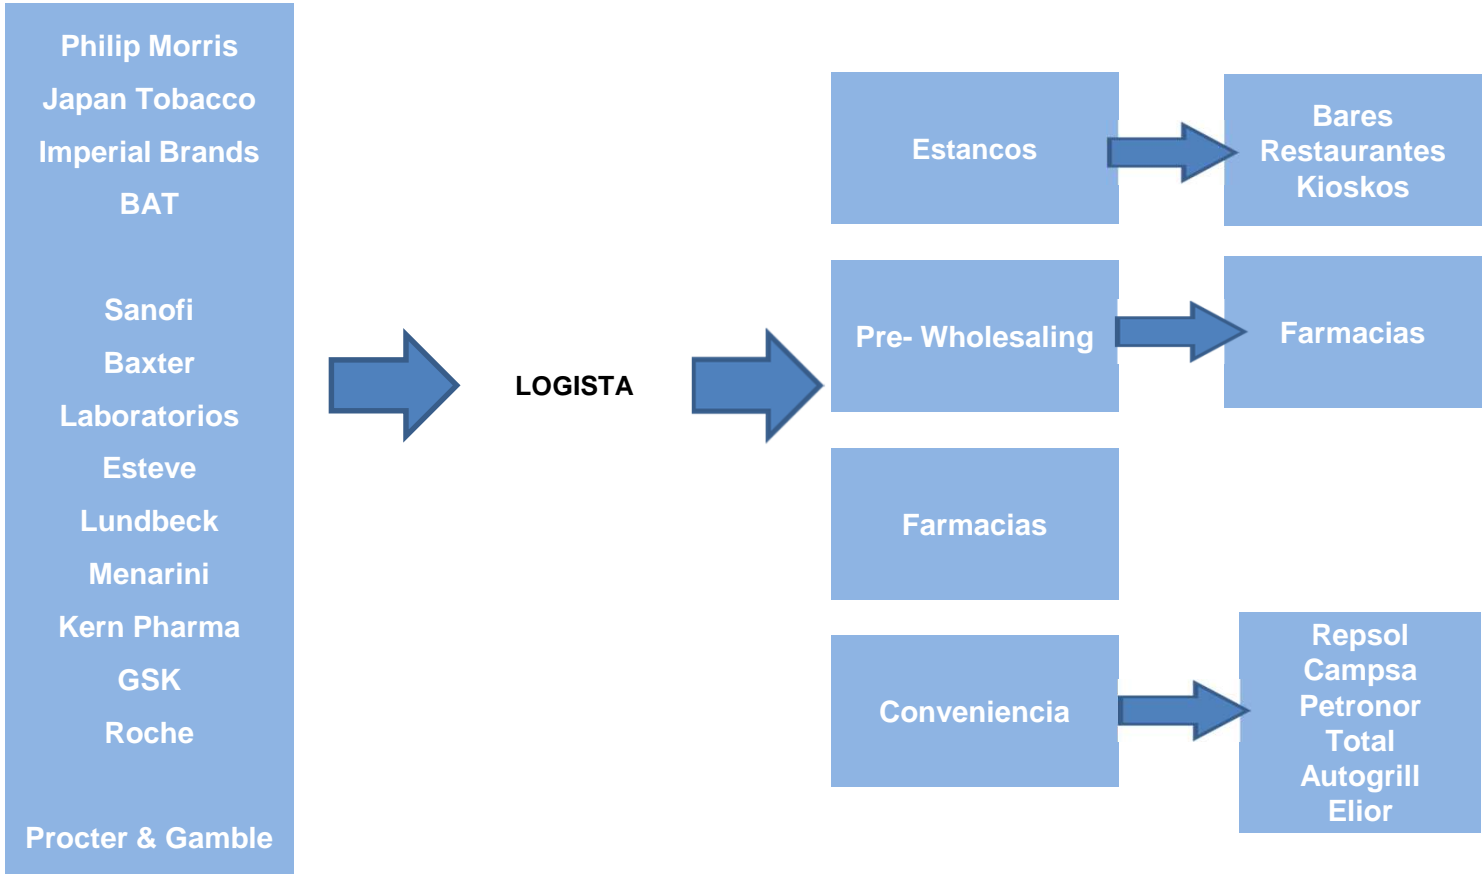 Philip Morris
Japan Tobacco
Imperial Brands
BAT
Sanofi
Baxter
Laboratorios
Esteve
Lundbeck
Menarini
Kern Pharma
GSK
Roche
Procter & Gamble
LOGISTA
Estancos
Bares
Restaurantes
Kioskos
Pre- Wholesaling
Farmacias
Farmacias
Conveniencia
Repsol
Campsa
Petronor
Total
Autogrill
Elior